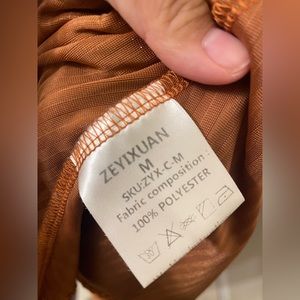 ZEYIXUAN
M
SKU:ZYX-C-M
Fabric composition :
100% POLYESTER